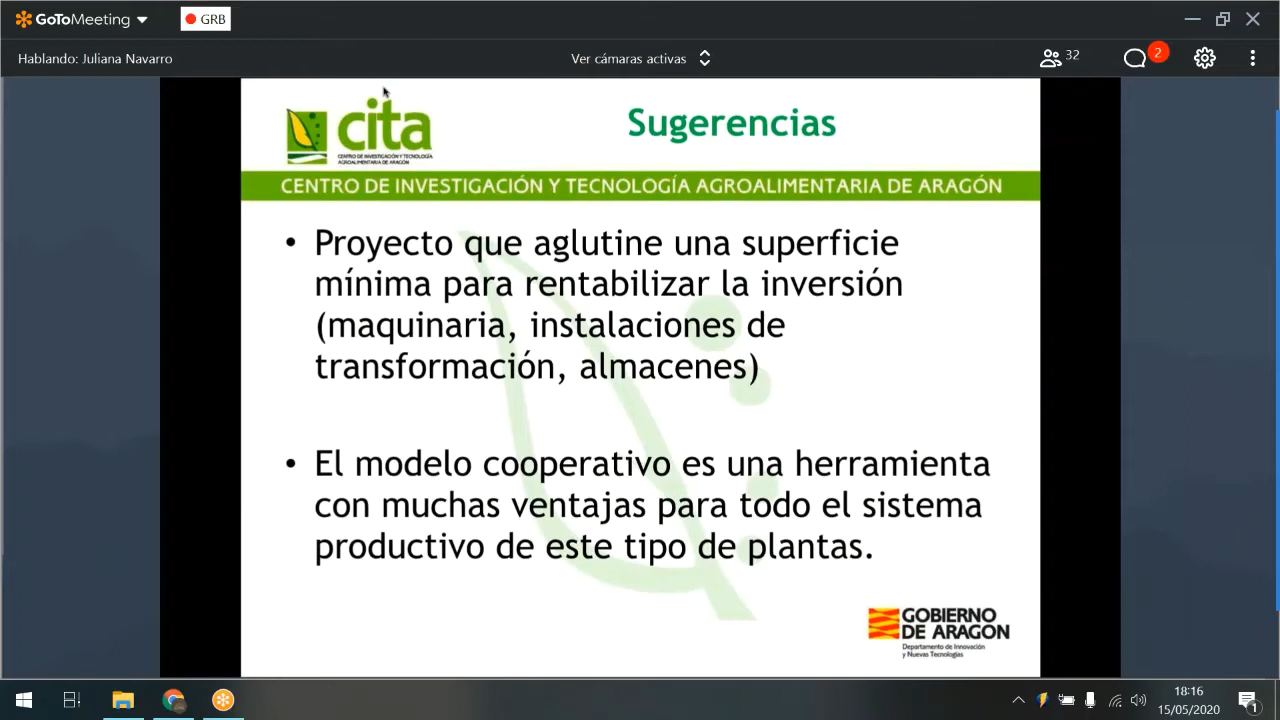 GoToMeeting
GRB
Hablando: Juliana Navarro
Ver cámaras activas
32
2
cita
CENTRO DE INVESTIGACIÓN Y TECNOLOGÍA
AGROALIMENTARIA DE ARAGÓN
Sugerencias
CENTRO DE INVESTIGACIÓN Y TECNOLOGÍA AGROALIMENTARIA DE ARAGÓN
• Proyecto que aglutine una superficie
mínima para rentabilizar la inversión
(maquinaria, instalaciones de
transformación, almacenes)
• El modelo cooperativo es una herramienta
con muchas ventajas para todo el sistema
productivo de este tipo de plantas.
GOBIERNO
DE ARAGON
Departamento de Innovación
y Nuevas Tecnologías
18:16
15/05/2020
1